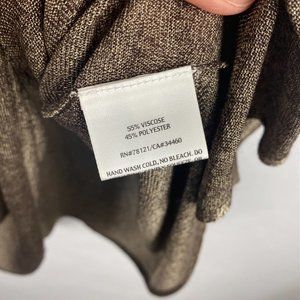 55% VISCOSE
45% POLYESTER
RN#78121/CA#34460
HAND WASH COLD, NO BLEACH. DO